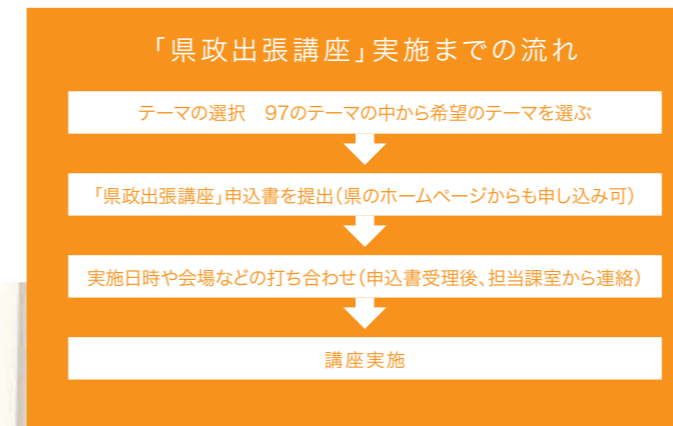 「県政出張講座」実施までの流れ
テーマの選択　97のテーマの中から希望のテーマを選ぶ
「県政出張講座」申込書を提出(県のホームページからも申し込み可)
実施日時や会場などの打ち合わせ(申込書受理後、担当課室から連絡)
講座実施